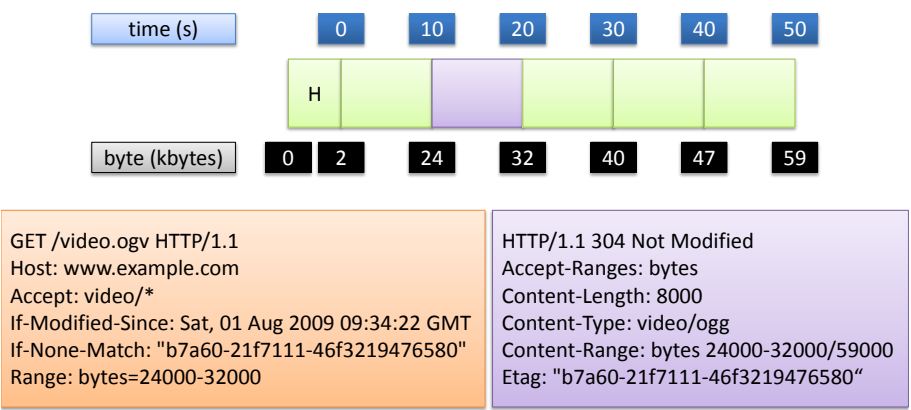 time (s) 0 10 20 30 40 50
H
byte (kbytes) 0 2 24 32 40 47 59
GET /video.ogv HTTP/1.1
Host: www.example.com
Accept: video/*
If-Modified-Since: Sat, 01 Aug 2009 09:34:22 GMT
If-None-Match: "b7a60-21f7111-46f3219476580"
Range: bytes=24000-32000
HTTP/1.1 304 Not Modified
Accept-Ranges: bytes
Content-Length: 8000
Content-Type: video/ogg
Content-Range: bytes 24000-32000/59000
Etag: "b7a60-21f7111-46f3219476580“